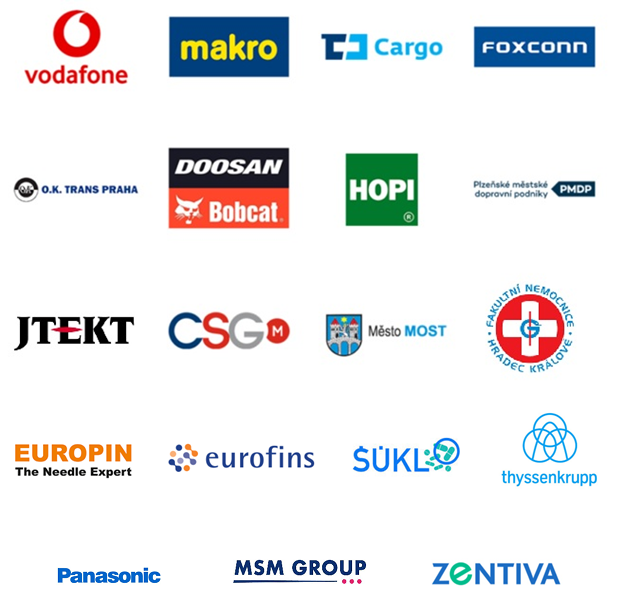 vodafone
makro
Cargo
FOXCONN
O.K. TRANS PRAHA
DOOSAN
Bobcat
HOPI
®
Plzeňské městské
dopravní podniky
PMDP
JTEKT
CSG M
Město MOST
FAKULTNÍ NEMOCNICE
HRADEC KRÁLOVÉ
EUROPIN
The Needle Expert
eurofins
SÚKL
thyssenkrupp
Panasonic
MSM GROUP
ZENTIVA